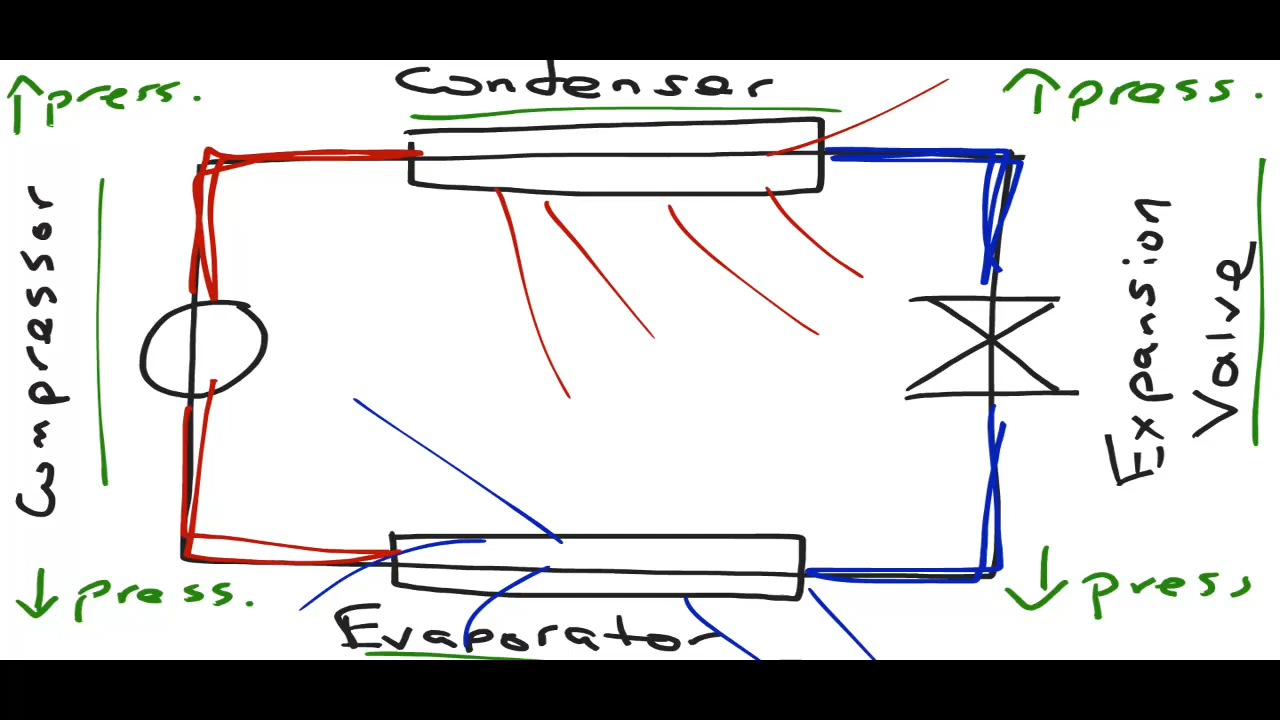 ↑ press.
Condenser
↑ press.
Compressor
Expansion
Valve
↓ press.
Evaporator
↓ press